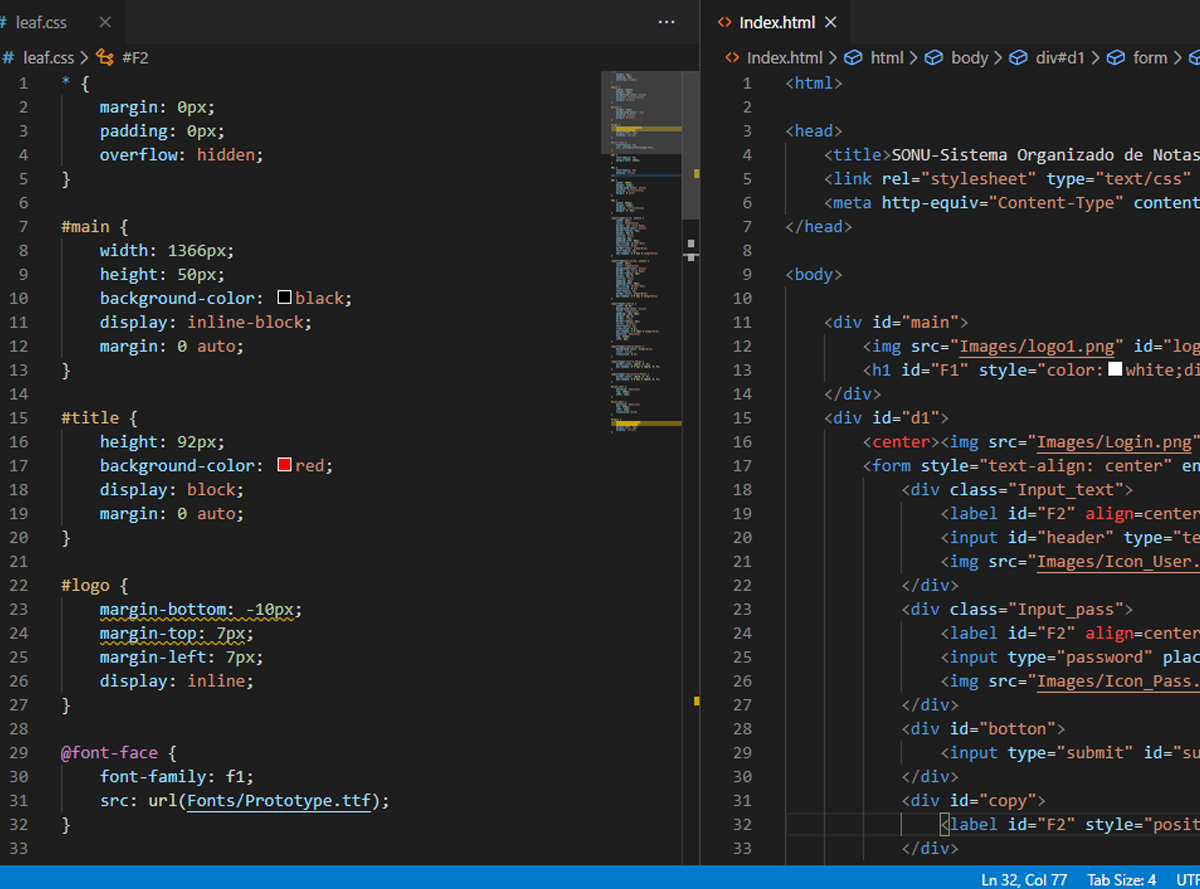 # leaf.css ×
# leaf.css > #F2
1 * {
2 margin: 0px;
3 padding: 0px;
4 overflow: hidden;
5 }
6
7 #main {
8 width: 1366px;
9 height: 50px;
10 background-color: black;
11 display: inline-block;
12 margin: 0 auto;
13 }
14
15 #title {
16 height: 92px;
17 background-color: red;
18 display: block;
19 margin: 0 auto;
20 }
21
22 #logo {
23 margin-bottom: -10px;
24 margin-top: 7px;
25 margin-left: 7px;
26 display: inline;
27 }
28
29 @font-face {
30 font-family: f1;
31 src: url(Fonts/Prototype.ttf);
32 }
33
<> Index.html ×
<> Index.html > html > body > div#d1 > form >
1 <html>
2
3 <head>
4 <title>SONU-Sistema Organizado de Notas
5 <link rel="stylesheet" type="text/css"
6 <meta http-equiv="Content-Type" content
7 </head>
8
9 <body>
10
11 <div id="main">
12 <img src="Images/logo1.png" id="log
13 <h1 id="F1" style="color:white;di
14 </div>
15 <div id="d1">
16 <center><img src="Images/Login.png"
17 <form style="text-align: center" en
18 <div class="Input_text">
19 <label id="F2" align=center
20 <input id="header" type="te
21 <img src="Images/Icon_User.
22 </div>
23 <div class="Input_pass">
24 <label id="F2" align=center
25 <input type="password" plac
26 <img src="Images/Icon_Pass.
27 </div>
28 <div id="botton">
29 <input type="submit" id="su
30 </div>
31 <div id="copy">
32 <label id="F2" style="posit
33 </div>
Ln 32, Col 77 Tab Size: 4 UTF